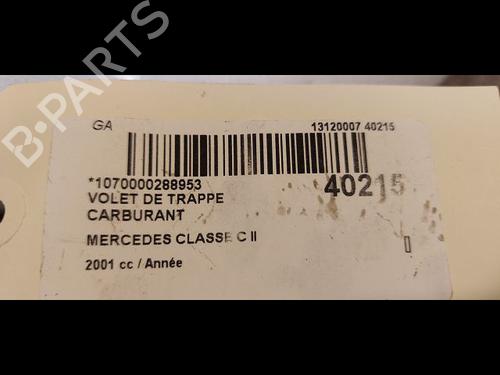 GA
13120007 40215
*1070000288953
40215
VOLET DE TRAPPE
CARBURANT
MERCEDES CLASSE C II
2001 cc / Année
B-PARTS